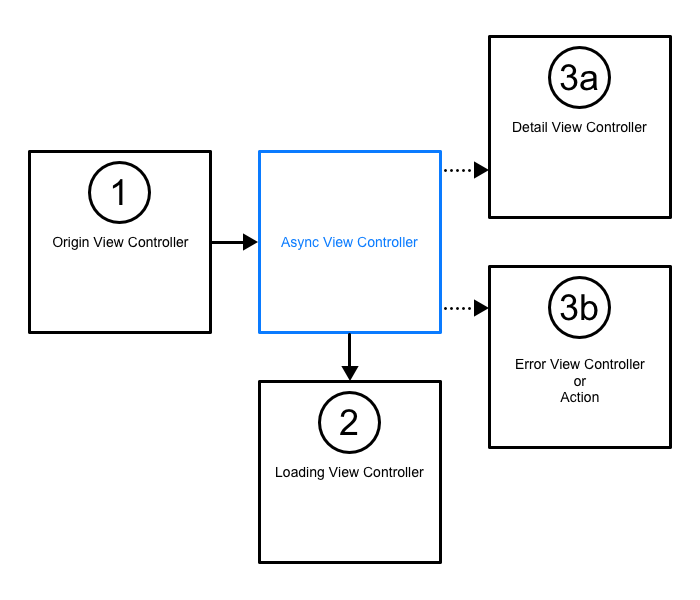 1
Origin View Controller
Async View Controller
2
Loading View Controller
3a
Detail View Controller
3b
Error View Controller
or
Action